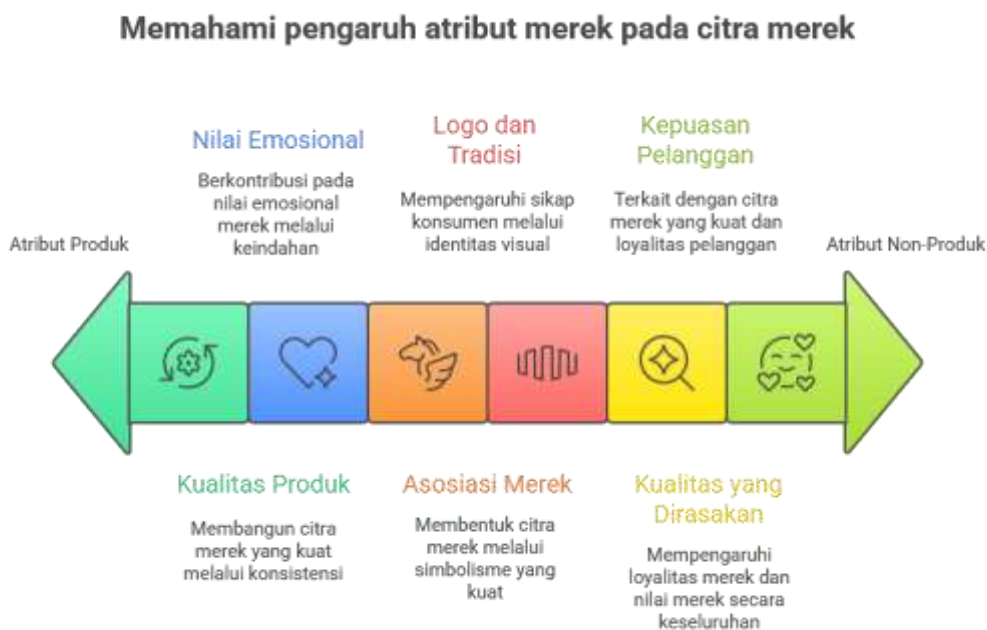 Memahami pengaruh atribut merek pada citra merek
Nilai Emosional
Berkontribusi pada
nilai emosional
merek melalui
keindahan
Logo dan
Tradisi
Mempengaruhi sikap
konsumen melalui
identitas visual
Kepuasan
Pelanggan
Terkait dengan citra
merek yang kuat dan
loyalitas pelanggan
Atribut Produk
Atribut Non-Produk
Kualitas Produk
Membangun citra
merek yang kuat
melalui konsistensi
Asosiasi Merek
Membentuk citra
merek melalui
simbolisme yang
kuat
Kualitas yang
Dirasakan
Mempengaruhi
loyalitas merek dan
nilai merek secara
keseluruhan